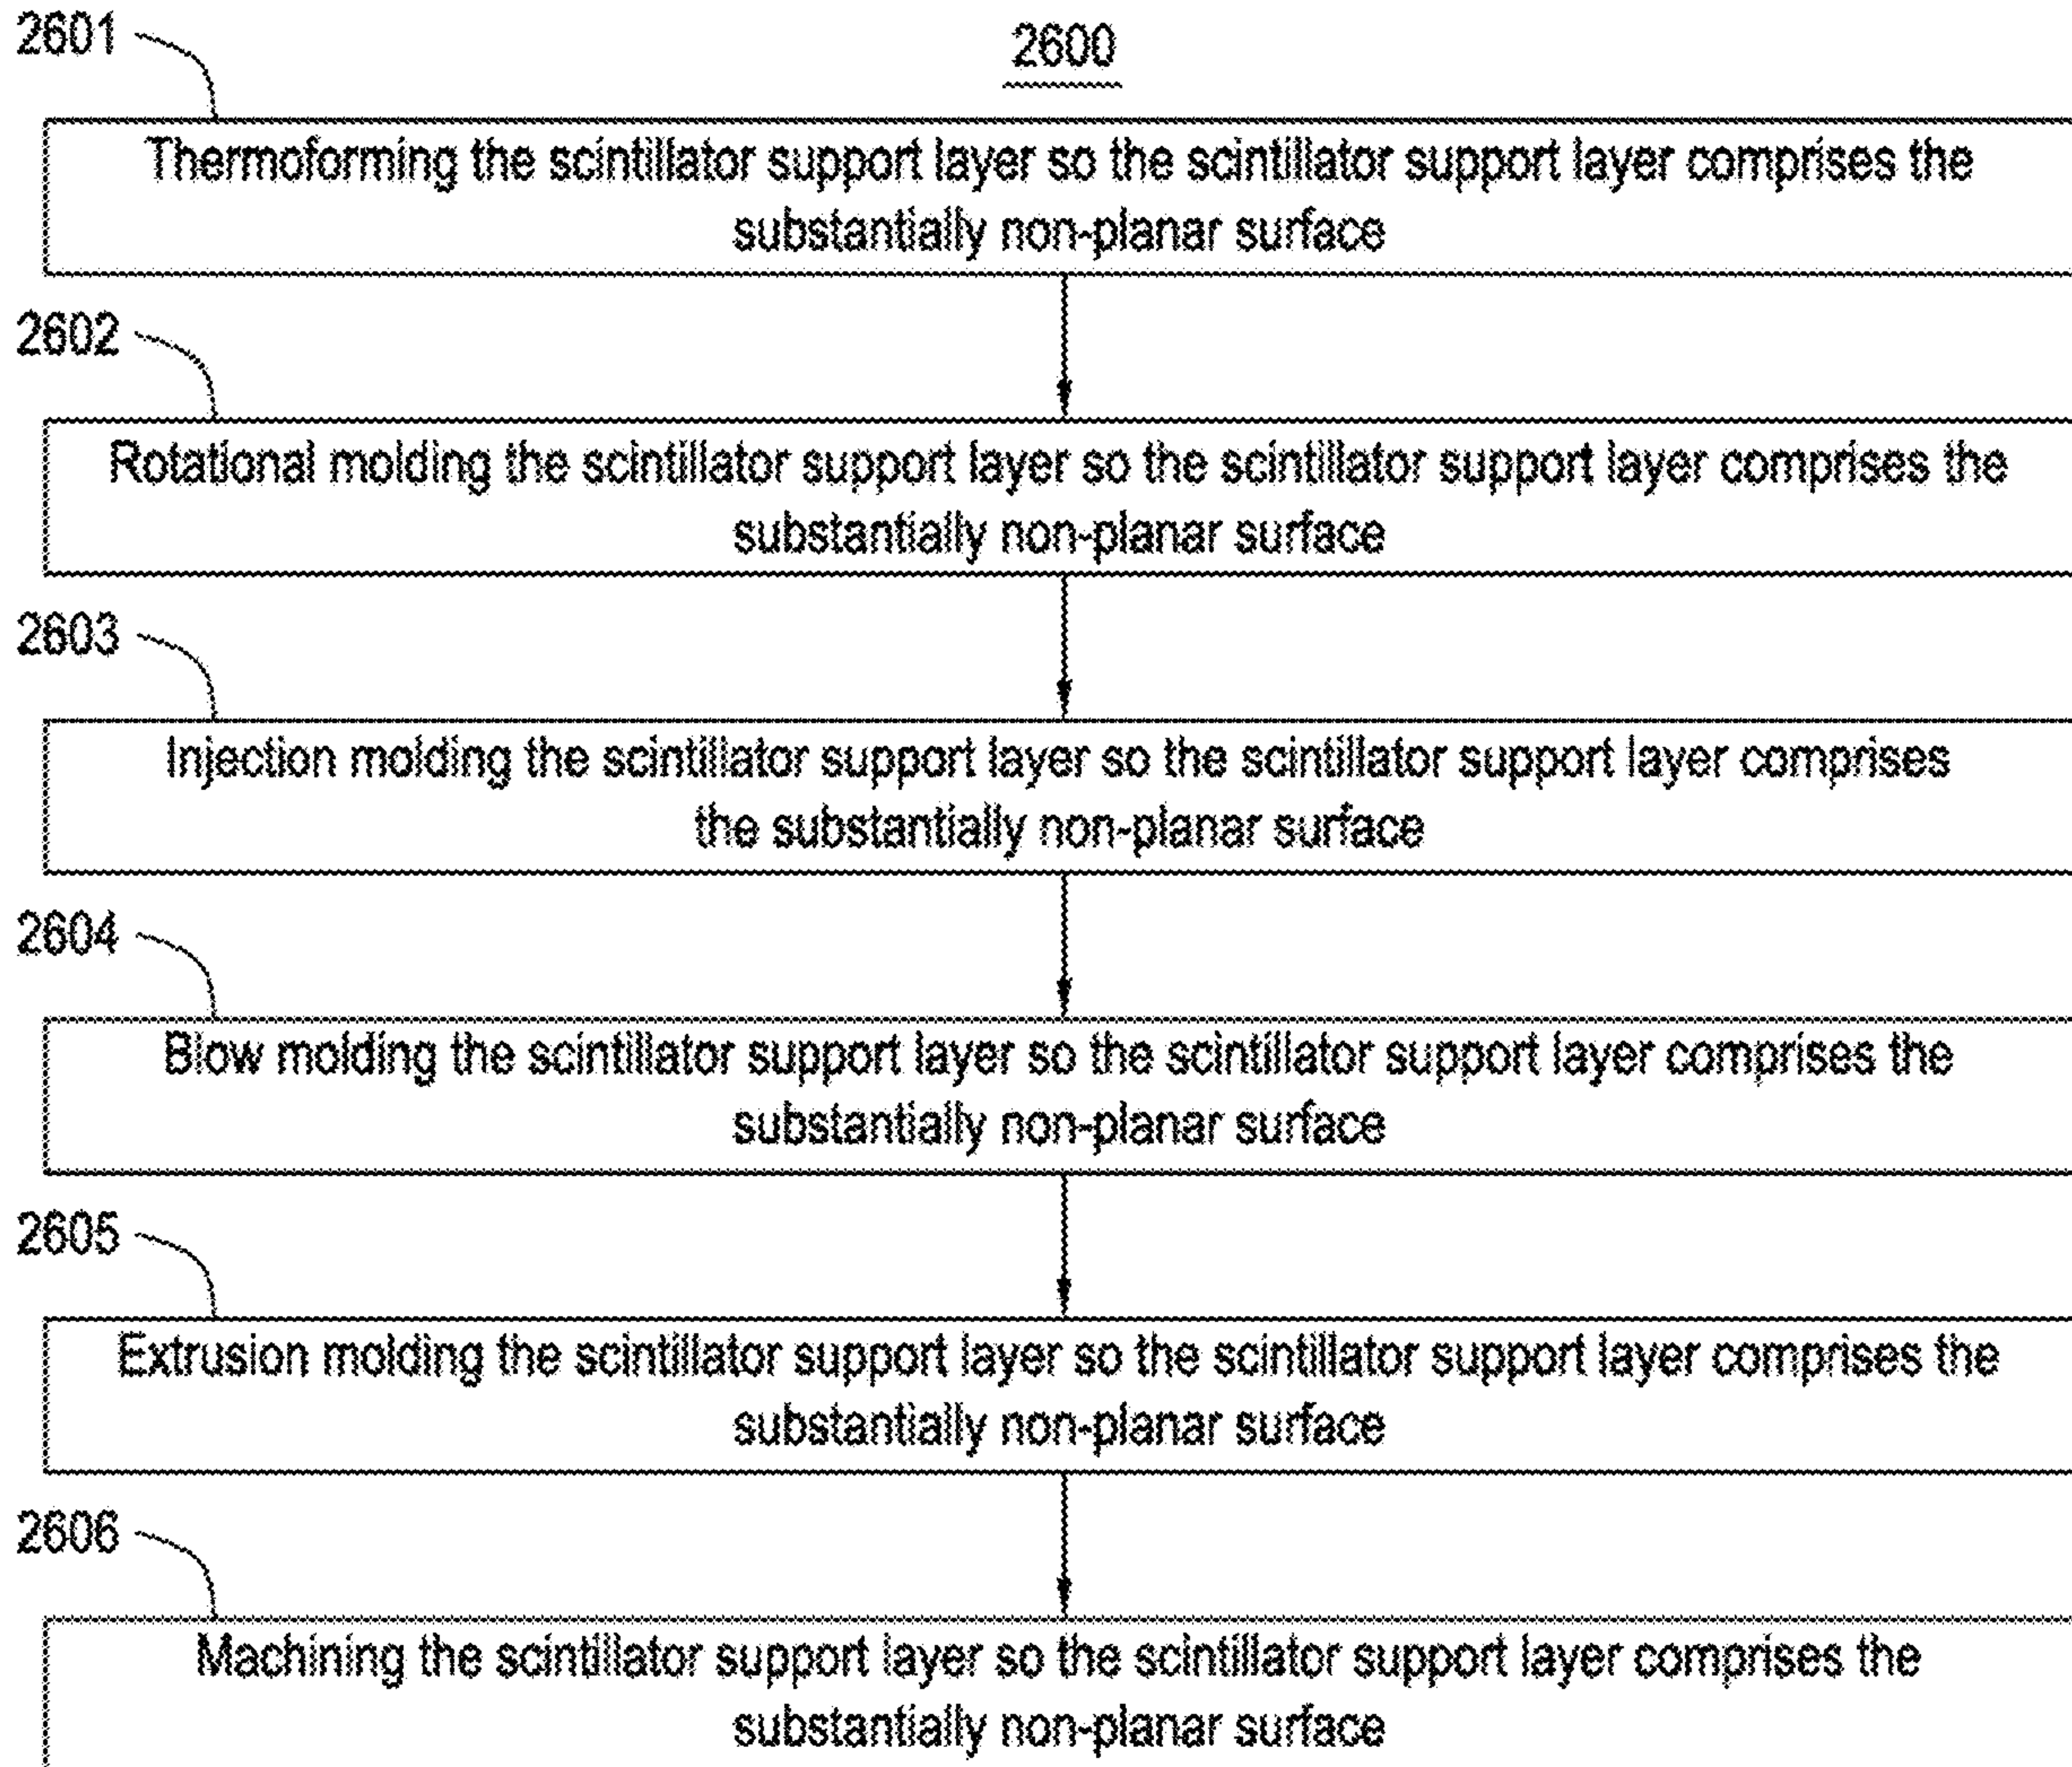 2601
2600
Thermoforming the scintillator support layer so the scintillator support layer comprises the
substantially non-planar surface
2602
Rotational molding the scintillator support layer so the scintillator support layer comprises the
substantially non-planar surface
2603
Injection molding the scintillator support layer so the scintillator support layer comprises
the substantially non-planar surface
2604
Blow molding the scintillator support layer so the scintillator support layer comprises the
substantially non-planar surface
2605
Extrusion molding the scintillator support layer so the scintillator support layer comprises the
substantially non-planar surface
2606
Machining the scintillator support layer so the scintillator support layer comprises the
substantially non-planar surface